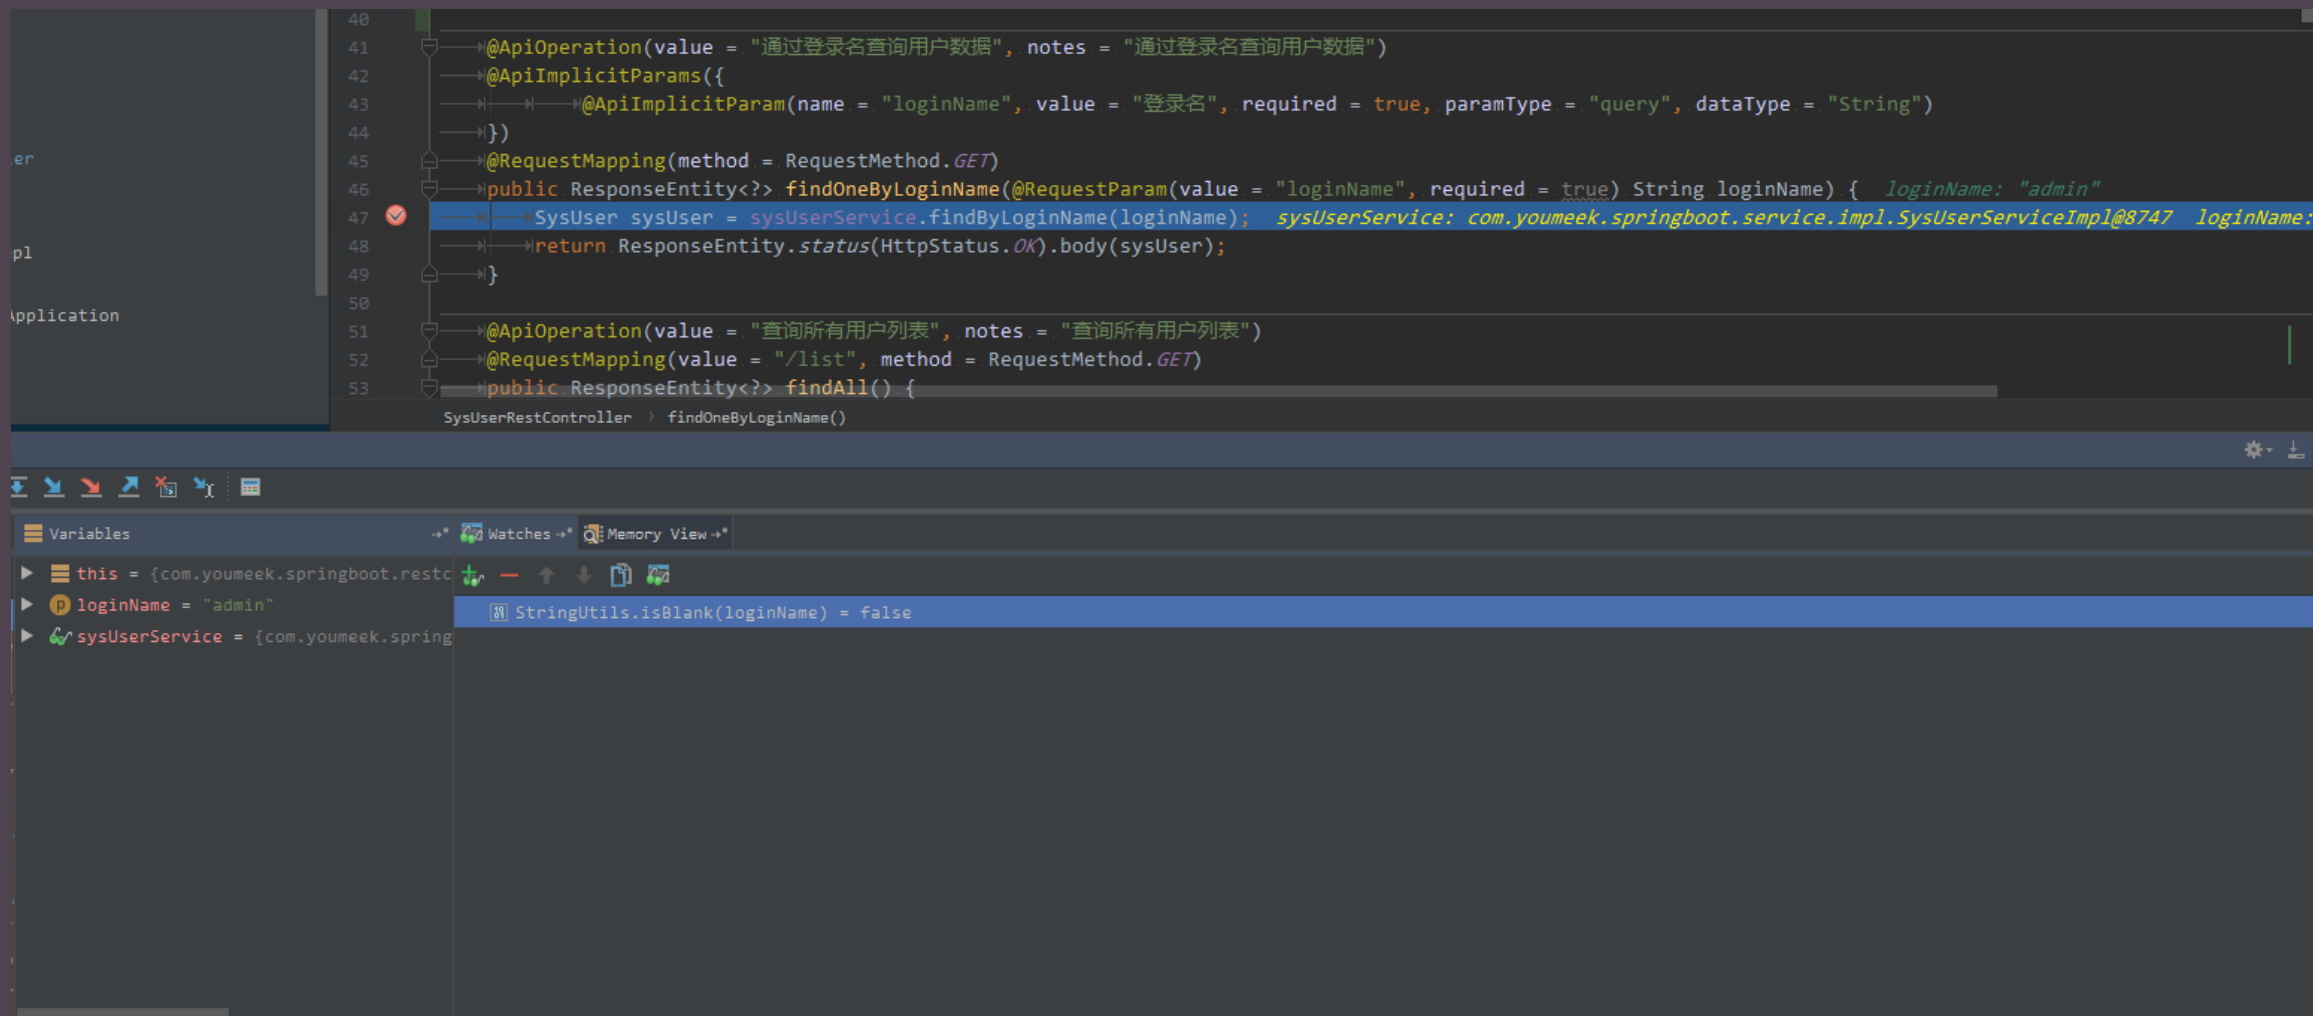 40
41 @ApiOperation(value = "通过登录名查询用户数据", notes = "通过登录名查询用户数据")
42 @ApiImplicitParams({
43 @ApiImplicitParam(name = "loginName", value = "登录名", required = true, paramType = "query", dataType = "String")
44 })
45 @RequestMapping(method = RequestMethod.GET)
46 public ResponseEntity<?> findOneByLoginName(@RequestParam(value = "loginName", required = true) String loginName) { loginName: "admin"
47 SysUser sysUser = sysUserService.findByLoginName(loginName); sysUserService: com.youmeek.springboot.service.impl.SysUserServiceImpl@8747 loginName:
48 return ResponseEntity.status(HttpStatus.OK).body(sysUser);
49 }
50
51 @ApiOperation(value = "查询所有用户列表", notes = "查询所有用户列表")
52 @RequestMapping(value = "/list", method = RequestMethod.GET)
53 public ResponseEntity<?> findAll() {
er
pl
Application
SysUserRestController › findOneByLoginName()
Variables
Watches
Memory View
this = {com.youmeek.springboot.restc
loginName = "admin"
sysUserService = {com.youmeek.spring
StringUtils.isBlank(loginName) = false